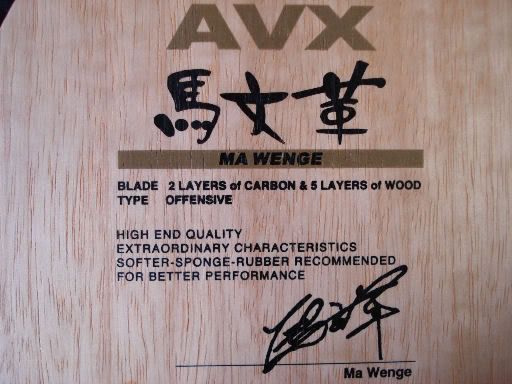 AVX
馬文革
MA WENGE
BLADE 2 LAYERS of CARBON & 5 LAYERS of WOOD
TYPE OFFENSIVE
HIGH END QUALITY
EXTRAORDINARY CHARACTERISTICS
SOFTER-SPONGE-RUBBER RECOMMENDED
FOR BETTER PERFORMANCE
Ma Wenge